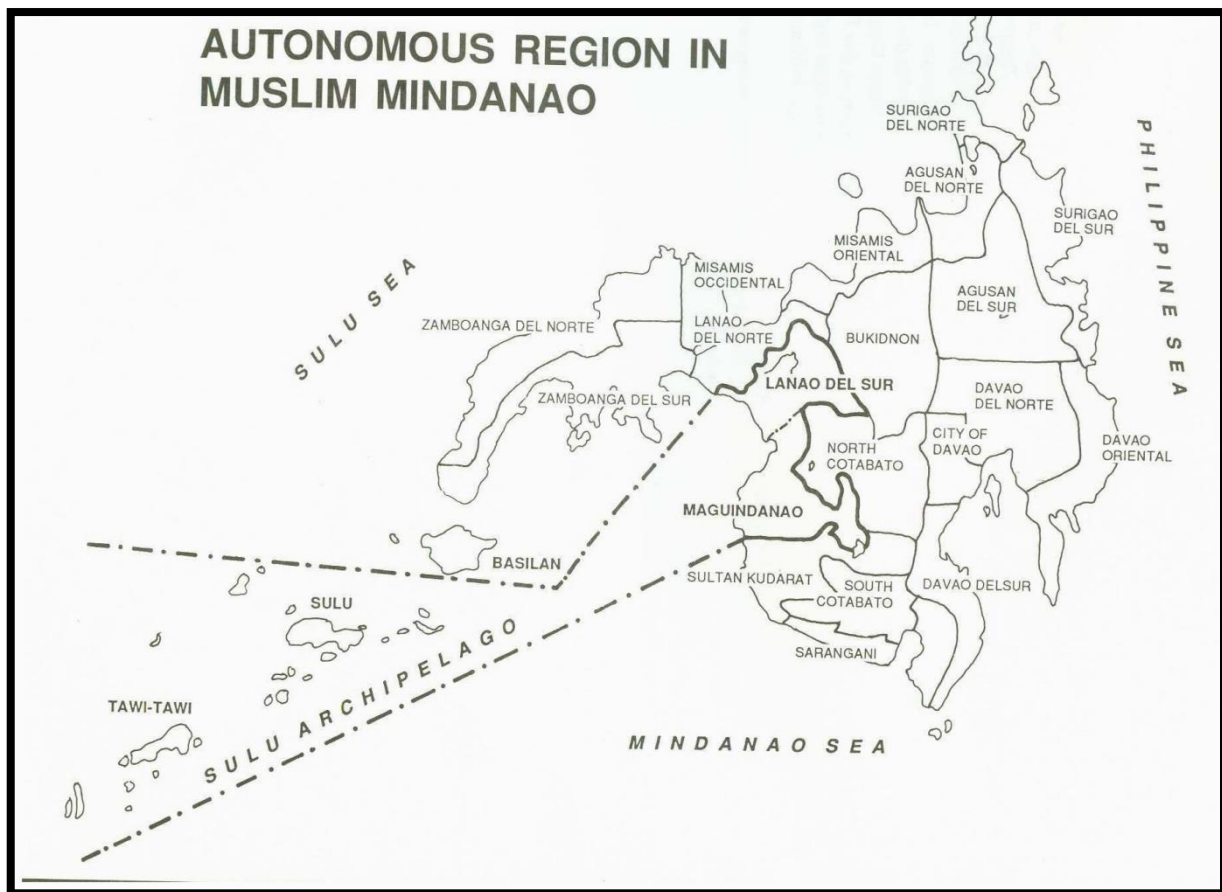 AUTONOMOUS REGION IN
MUSLIM MINDANAO
SURIGAO
DEL NORTE
PHILIPPINE SEA
AGUSAN
DEL NORTE
SURIGAO
DEL SUR
MISAMIS
ORIENTAL
SULU SEA
MISAMIS
OCCIDENTAL
AGUSAN
DEL SUR
ZAMBOANGA DEL NORTE
LANAO
DEL NORTE
BUKIDNON
LANAO DEL SUR
DAVAO
DEL NORTE
ZAMBOANGA DEL SUR
CITY OF
DAVAO
DAVAO
ORIENTAL
NORTH
COTABATO
MAGUINDANAO
BASILAN
SULTAN KUDARAT
SOUTH
COTABATO
DAVAO DELSUR
SULU
SARANGANI
SULU ARCHIPELAGO
TAWI-TAWI
MINDANAO SEA